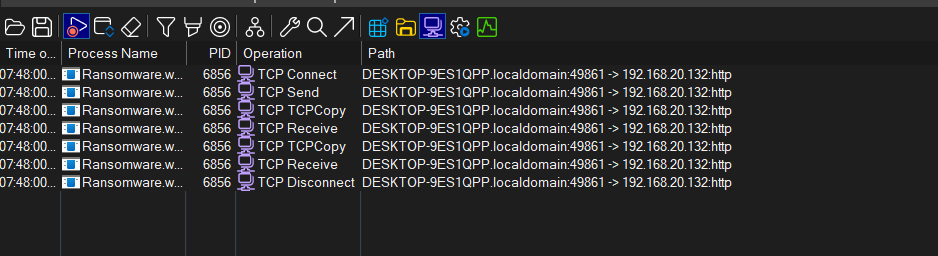 Time o... Process Name PID Operation Path
07:48:00... Ransomware.w... 6856 TCP Connect DESKTOP-9ES1QPP.localdomain:49861 -> 192.168.20.132:http
07:48:00... Ransomware.w... 6856 TCP Send DESKTOP-9ES1QPP.localdomain:49861 -> 192.168.20.132:http
07:48:00... Ransomware.w... 6856 TCP TCPCopy DESKTOP-9ES1QPP.localdomain:49861 -> 192.168.20.132:http
07:48:00... Ransomware.w... 6856 TCP Receive DESKTOP-9ES1QPP.localdomain:49861 -> 192.168.20.132:http
07:48:00... Ransomware.w... 6856 TCP TCPCopy DESKTOP-9ES1QPP.localdomain:49861 -> 192.168.20.132:http
07:48:00... Ransomware.w... 6856 TCP Receive DESKTOP-9ES1QPP.localdomain:49861 -> 192.168.20.132:http
07:48:00... Ransomware.w... 6856 TCP Disconnect DESKTOP-9ES1QPP.localdomain:49861 -> 192.168.20.132:http